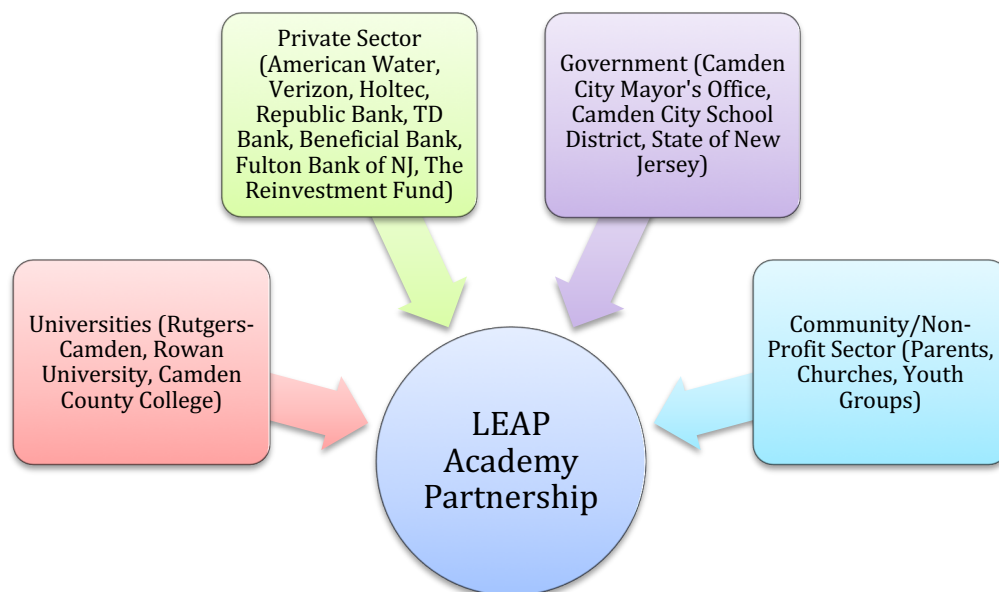 Private Sector
(American Water,
Verizon, Holtec,
Republic Bank, TD
Bank, Beneficial Bank,
Fulton Bank of NJ, The
Reinvestment Fund)
Government (Camden
City Mayor's Office,
Camden City School
District, State of New
Jersey)
Universities (Rutgers-
Camden, Rowan
University, Camden
County College)
Community/Non-
Profit Sector (Parents,
Churches, Youth
Groups)
LEAP
Academy
Partnership